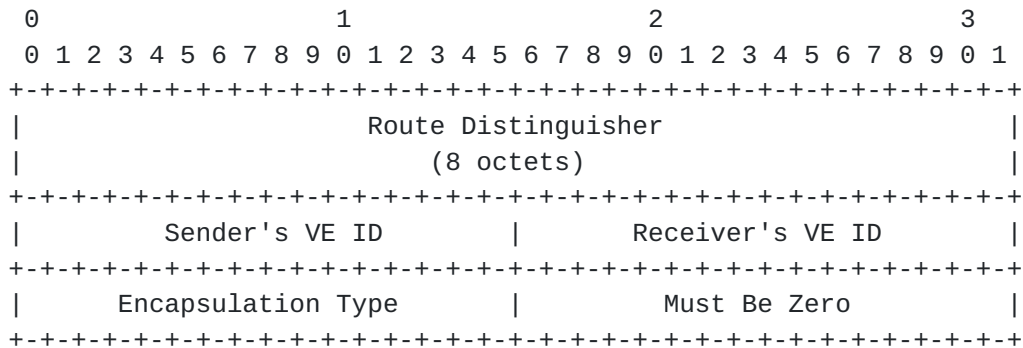 0                   1                   2                   3
 0 1 2 3 4 5 6 7 8 9 0 1 2 3 4 5 6 7 8 9 0 1 2 3 4 5 6 7 8 9 0 1
+-+-+-+-+-+-+-+-+-+-+-+-+-+-+-+-+-+-+-+-+-+-+-+-+-+-+-+-+-+-+-+-+
|                      Route Distinguisher                      |
|                          (8 octets)                           |
+-+-+-+-+-+-+-+-+-+-+-+-+-+-+-+-+-+-+-+-+-+-+-+-+-+-+-+-+-+-+-+-+
|         Sender's VE ID        |       Receiver's VE ID        |
+-+-+-+-+-+-+-+-+-+-+-+-+-+-+-+-+-+-+-+-+-+-+-+-+-+-+-+-+-+-+-+-+
|      Encapsulation Type       |         Must Be Zero          |
+-+-+-+-+-+-+-+-+-+-+-+-+-+-+-+-+-+-+-+-+-+-+-+-+-+-+-+-+-+-+-+-+